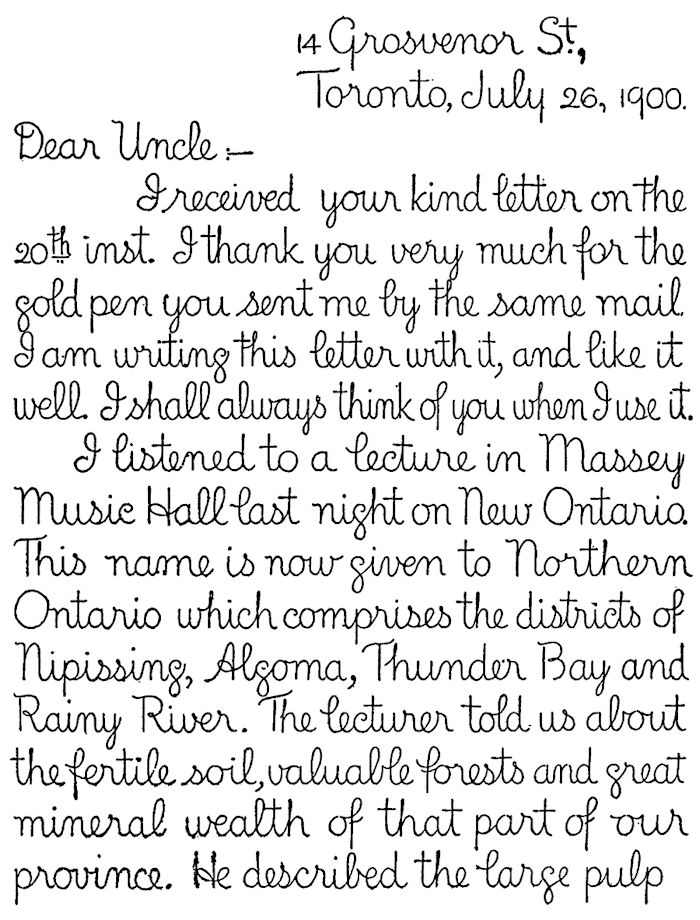 14 Grosvenor St.,
Toronto, July 26, 1900.
Dear Uncle:—
I received your kind letter on the
20th inst. I thank you very much for the
gold pen you sent me by the same mail.
I am writing this letter with it, and like it
well. I shall always think of you when I use it.
I listened to a lecture in Massey
Music Hall last night on New Ontario.
This name is now given to Northern
Ontario which comprises the districts of
Nipissing, Algoma, Thunder Bay and
Rainy River. The lecturer told us about
the fertile soil, valuable forests and great
mineral wealth of that part of our
province. He described the large pulp